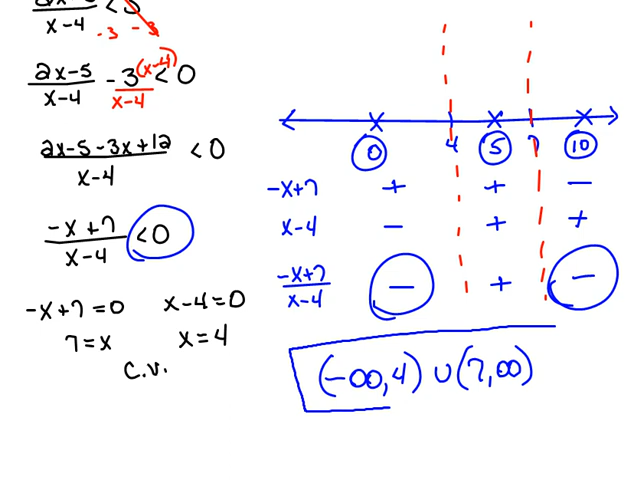 x-4 -3 -3
2x-5/x-4 - 3(x-4)/x-4 < 0
2x-5-3x+12/x-4 < 0
-x+7/x-4 < 0
-x+7=0 x-4=0
7=x x=4
C.V.
0 4 5 7 10
-x+7 + + -
x-4 - + +
-x+7/x-4 - + -
(-∞,4) ∪ (7,∞)